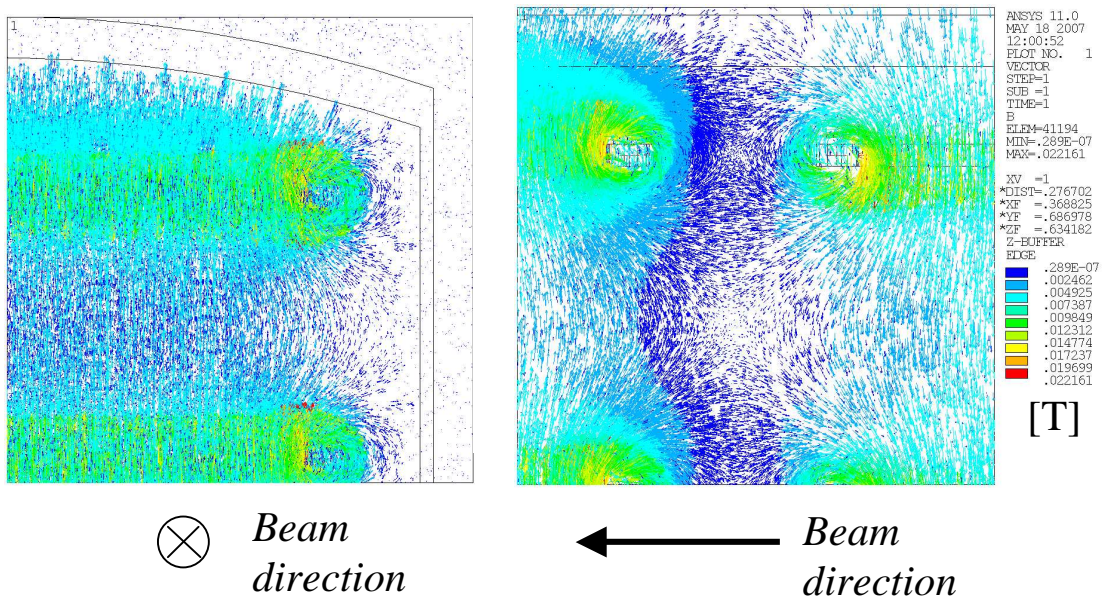 1
1
ANSYS 11.0
MAY 18 2007
12:00:52
PLOT NO. 1
VECTOR
STEP=1
SUB =1
TIME=1
B
ELEM=41194
MIN=.289E-07
MAX=.022161
XV =1
*DIST=.276702
*XF =.368825
*YF =.686978
*ZF =.634182
Z-BUFFER
EDGE
.289E-07
.002462
.004925
.007387
.009849
.012312
.014774
.017237
.019699
.022161
[T]
Beam
direction
Beam
direction